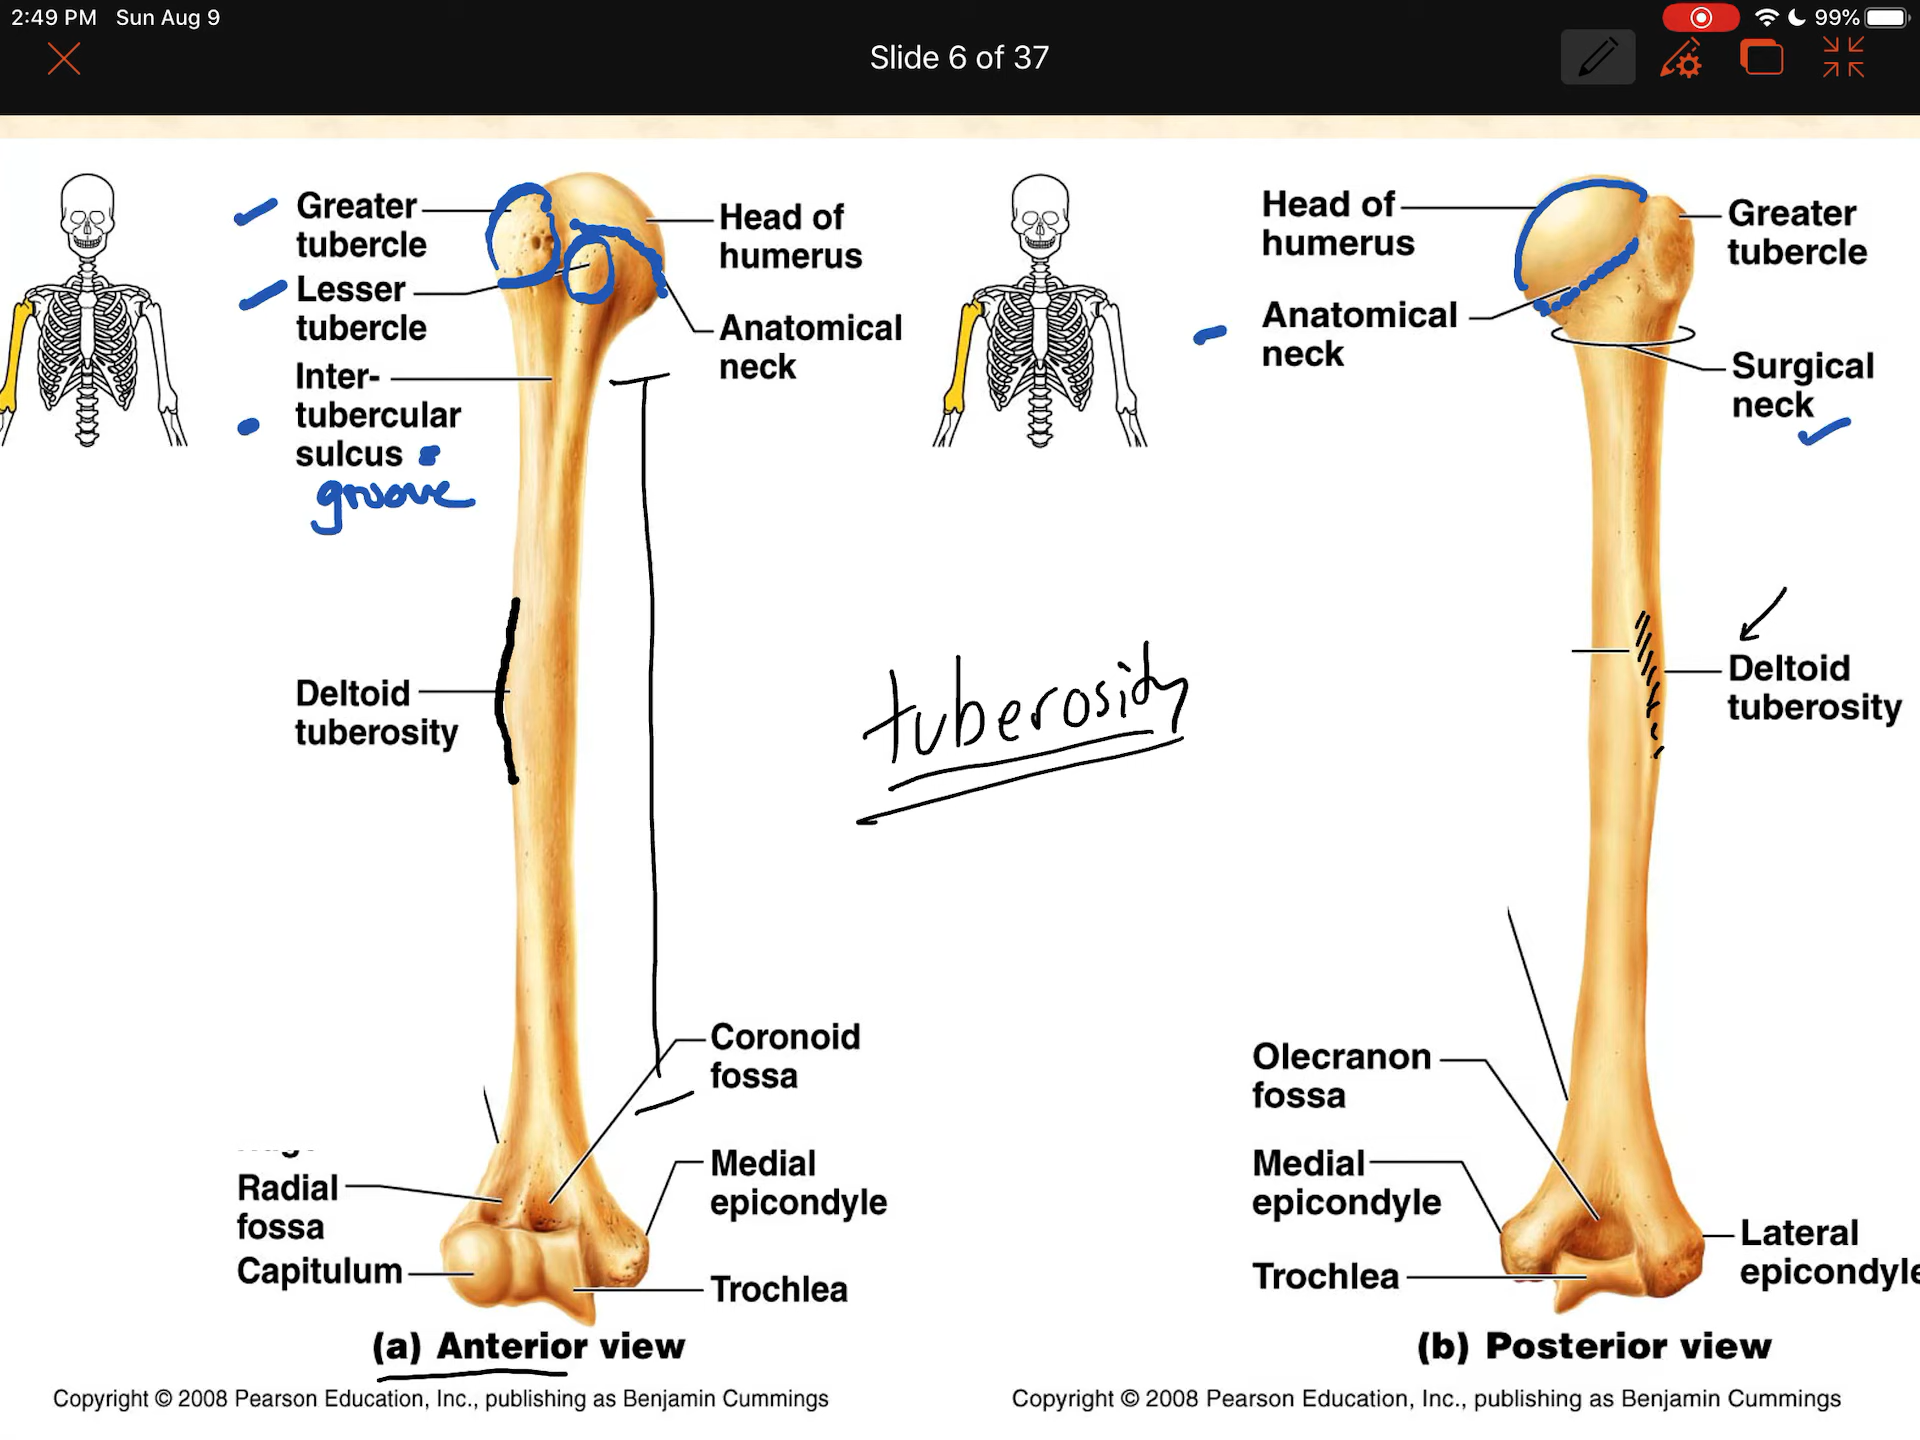 2:49 PM Sun Aug 9
99%
Slide 6 of 37
Greater
tubercle
Lesser
tubercle
Inter-
tubercular
sulcus
groove
Deltoid
tuberosity
Radial
fossa
Capitulum
Head of
humerus
Anatomical
neck
Coronoid
fossa
Medial
epicondyle
Trochlea
(a) Anterior view
Copyright © 2008 Pearson Education, Inc., publishing as Benjamin Cummings
tuberosity
Head of
humerus
Anatomical
neck
Olecranon
fossa
Medial
epicondyle
Trochlea
Greater
tubercle
Surgical
neck
Deltoid
tuberosity
Lateral
epicondyle
(b) Posterior view
Copyright © 2008 Pearson Education, Inc., publishing as Benjamin Cummings